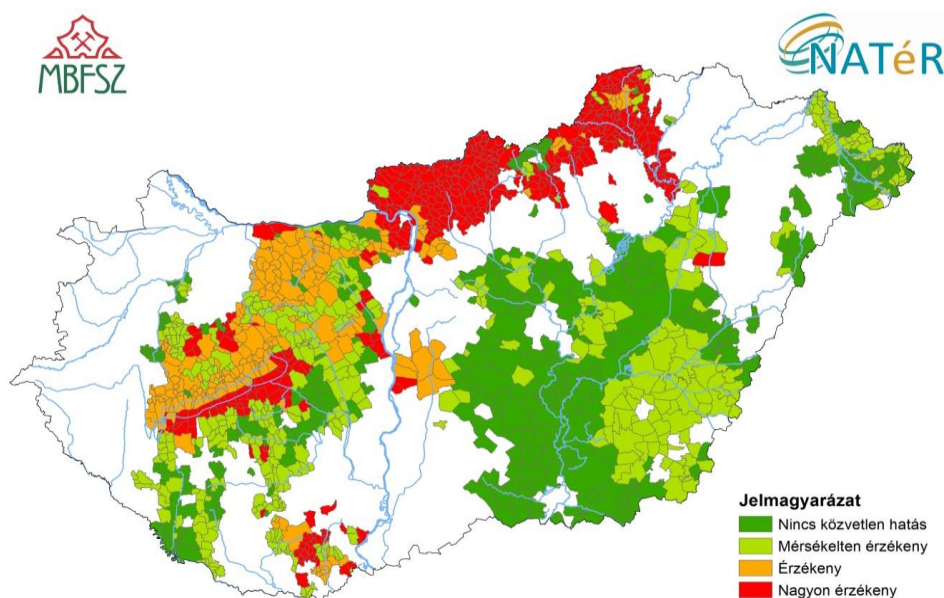 MBFSZ
NATéR
Jelmagyarázat
Nincs közvetlen hatás
Mérsékelten érzékeny
Érzékeny
Nagyon érzékeny